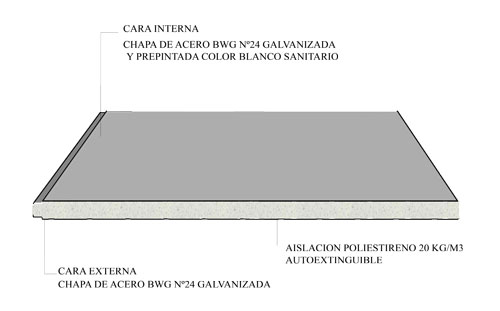 CARA INTERNA
CHAPA DE ACERO BWG Nº24 GALVANIZADA
Y PREPINTADA COLOR BLANCO SANITARIO
AISLACION POLIESTIRENO 20 KG/M3
AUTOEXTINGUIBLE
CARA EXTERNA
CHAPA DE ACERO BWG Nº24 GALVANIZADA